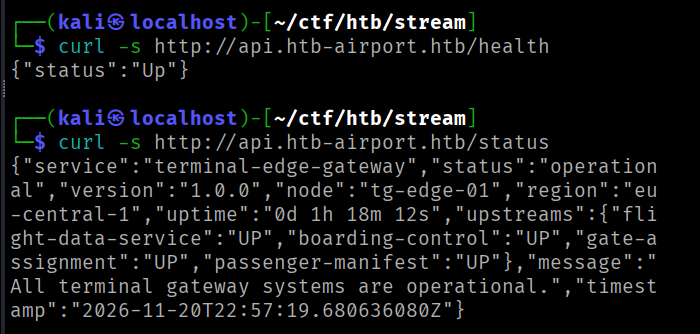 ┌──(kali㉿localhost)-[~/ctf/htb/stream]
└─$ curl -s http://api.htb-airport.htb/health
{"status":"Up"}
┌──(kali㉿localhost)-[~/ctf/htb/stream]
└─$ curl -s http://api.htb-airport.htb/status
{"service":"terminal-edge-gateway","status":"operation
al","version":"1.0.0","node":"tg-edge-01","region":"eu
-central-1","uptime":"0d 1h 18m 12s","upstreams":{"fli
ght-data-service":"UP","boarding-control":"UP","gate-a
ssignment":"UP","passenger-manifest":"UP"},"message":"
All terminal gateway systems are operational.","timest
amp":"2026-11-20T22:57:19.680636080Z"}